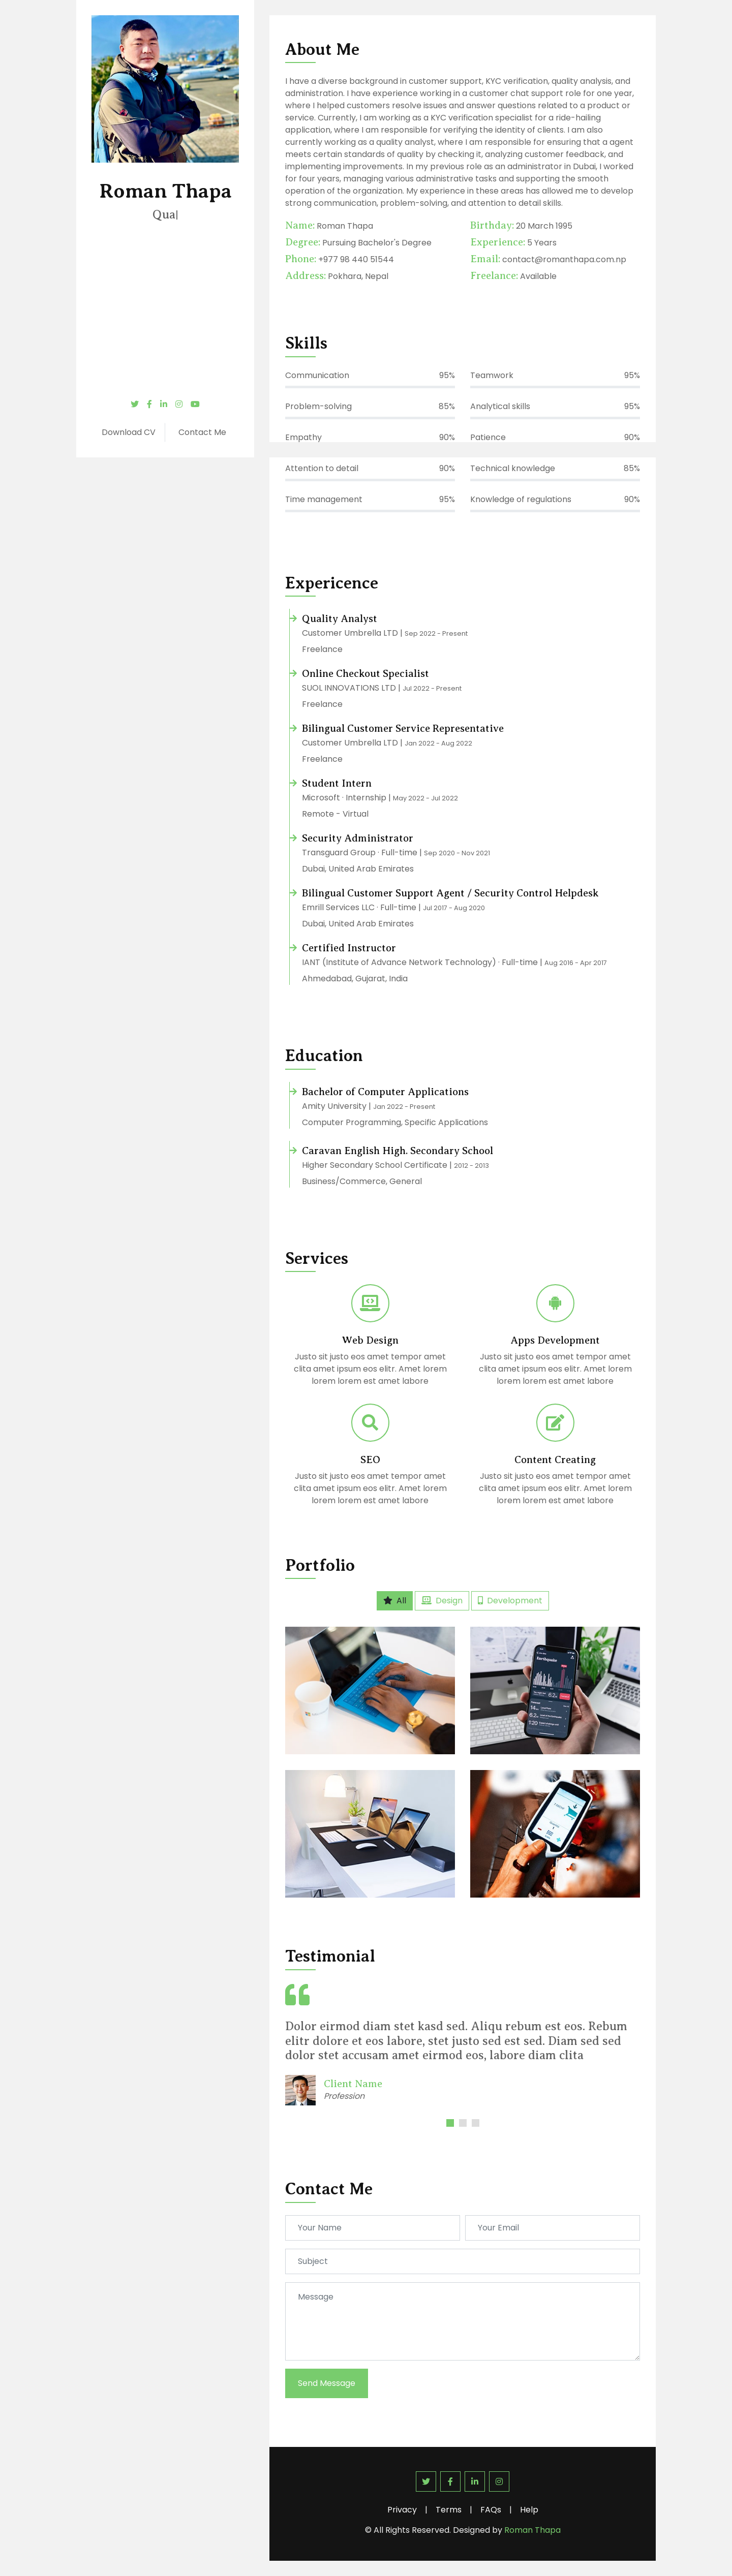 Roman Thapa
Qua|
Download CV
Contact Me
About Me
I have a diverse background in customer support, KYC verification, quality analysis, and
administration. I have experience working in a customer chat support role for one year,
where I helped customers resolve issues and answer questions related to a product or
service. Currently, I am working as a KYC verification specialist for a ride-hailing
application, where I am responsible for verifying the identity of clients. I am also
currently working as a quality analyst, where I am responsible for ensuring that a agent
meets certain standards of quality by checking it, analyzing customer feedback, and
implementing improvements. In my previous role as an administrator in Dubai, I worked
for four years, managing various administrative tasks and supporting the smooth
operation of the organization. My experience in these areas has allowed me to develop
strong communication, problem-solving, and attention to detail skills.
Name: Roman Thapa
Birthday: 20 March 1995
Degree: Pursuing Bachelor's Degree
Experience: 5 Years
Phone: +977 98 440 51544
Email: contact@romanthapa.com.np
Address: Pokhara, Nepal
Freelance: Available
Skills
Communication 95%
Teamwork 95%
Problem-solving 85%
Analytical skills 95%
Empathy 90%
Patience 90%
Attention to detail 90%
Technical knowledge 85%
Time management 95%
Knowledge of regulations 90%
Expericence
Quality Analyst
Customer Umbrella LTD | Sep 2022 - Present
Freelance
Online Checkout Specialist
SUOL INNOVATIONS LTD | Jul 2022 - Present
Freelance
Bilingual Customer Service Representative
Customer Umbrella LTD | Jan 2022 - Aug 2022
Freelance
Student Intern
Microsoft · Internship | May 2022 - Jul 2022
Remote - Virtual
Security Administrator
Transguard Group · Full-time | Sep 2020 - Nov 2021
Dubai, United Arab Emirates
Bilingual Customer Support Agent / Security Control Helpdesk
Emrill Services LLC · Full-time | Jul 2017 - Aug 2020
Dubai, United Arab Emirates
Certified Instructor
IANT (Institute of Advance Network Technology) · Full-time | Aug 2016 - Apr 2017
Ahmedabad, Gujarat, India
Education
Bachelor of Computer Applications
Amity University | Jan 2022 - Present
Computer Programming, Specific Applications
Caravan English High. Secondary School
Higher Secondary School Certificate | 2012 - 2013
Business/Commerce, General
Services
Web Design
Justo sit justo eos amet tempor amet
clita amet ipsum eos elitr. Amet lorem
lorem lorem est amet labore
Apps Development
Justo sit justo eos amet tempor amet
clita amet ipsum eos elitr. Amet lorem
lorem lorem est amet labore
SEO
Justo sit justo eos amet tempor amet
clita amet ipsum eos elitr. Amet lorem
lorem lorem est amet labore
Content Creating
Justo sit justo eos amet tempor amet
clita amet ipsum eos elitr. Amet lorem
lorem lorem est amet labore
Portfolio
All
Design
Development
Earthquake
Testimonial
Dolor eirmod diam stet kasd sed. Aliqu rebum est eos. Rebum
elitr dolore et eos labore, stet justo sed est sed. Diam sed sed
dolor stet accusam amet eirmod eos, labore diam clita
Client Name
Profession
Contact Me
Your Name
Your Email
Subject
Message
Send Message
Privacy | Terms | FAQs | Help
© All Rights Reserved. Designed by Roman Thapa